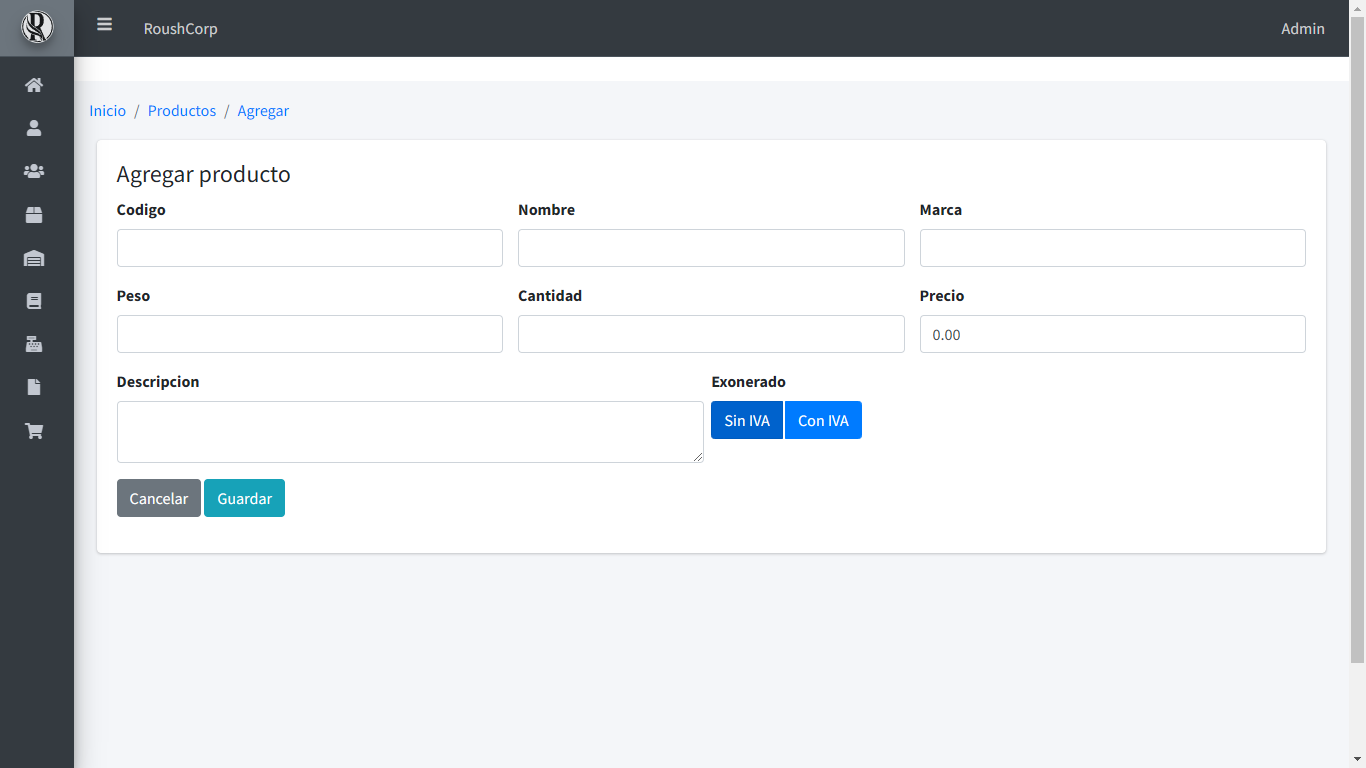 RoushCorp Admin
Inicio / Productos / Agregar
Agregar producto
Codigo Nombre Marca
Peso Cantidad Precio
0.00
Descripcion Exonerado
Sin IVA Con IVA
Cancelar Guardar